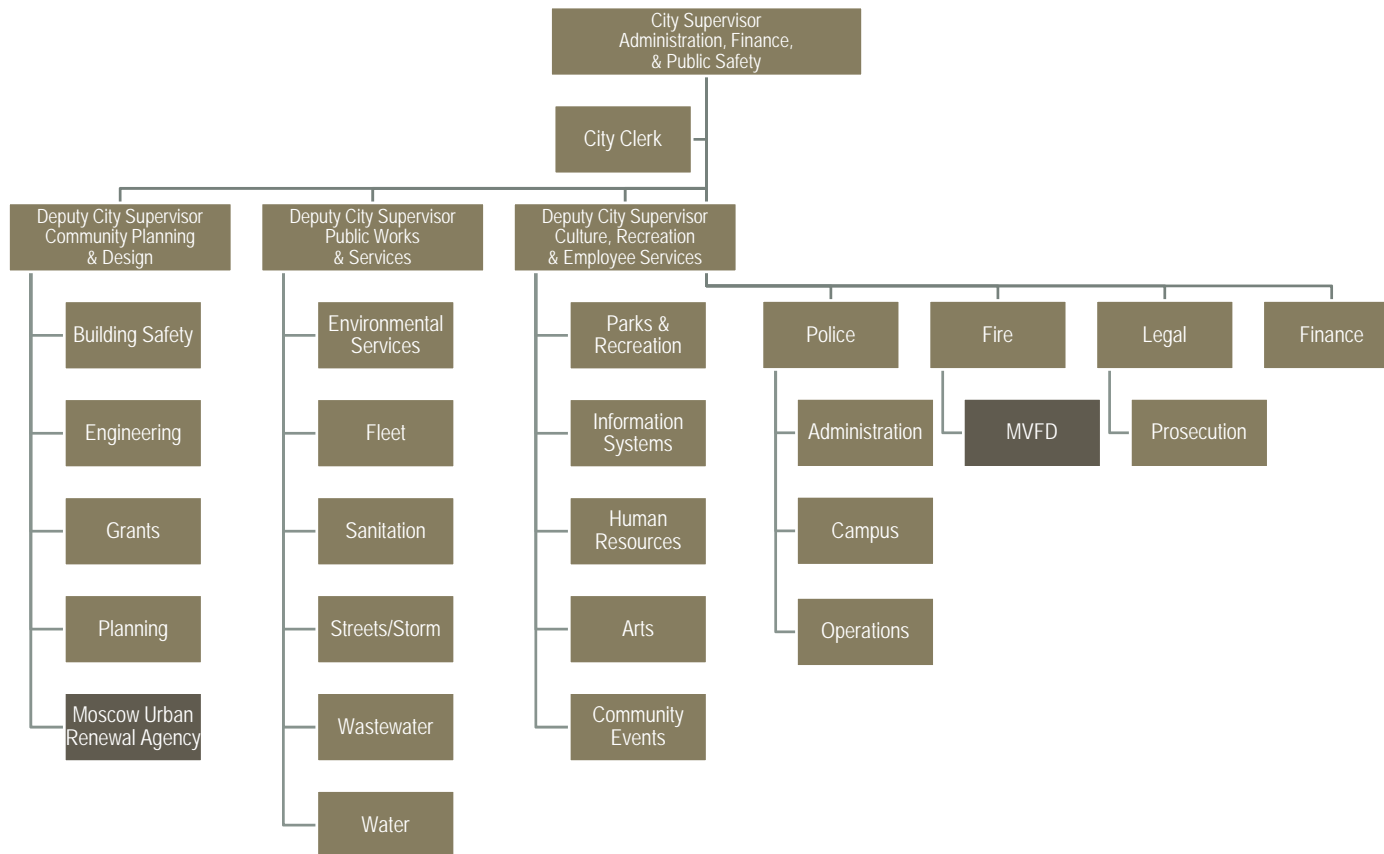 City Supervisor
Administration, Finance,
& Public Safety
City Clerk
Deputy City Supervisor
Community Planning
& Design
Deputy City Supervisor
Public Works
& Services
Deputy City Supervisor
Culture, Recreation
& Employee Services
Building Safety
Engineering
Grants
Planning
Moscow Urban
Renewal Agency
Environmental
Services
Fleet
Sanitation
Streets/Storm
Wastewater
Water
Parks &
Recreation
Information
Systems
Human
Resources
Arts
Community
Events
Police
Administration
Campus
Operations
Fire
MVFD
Legal
Prosecution
Finance